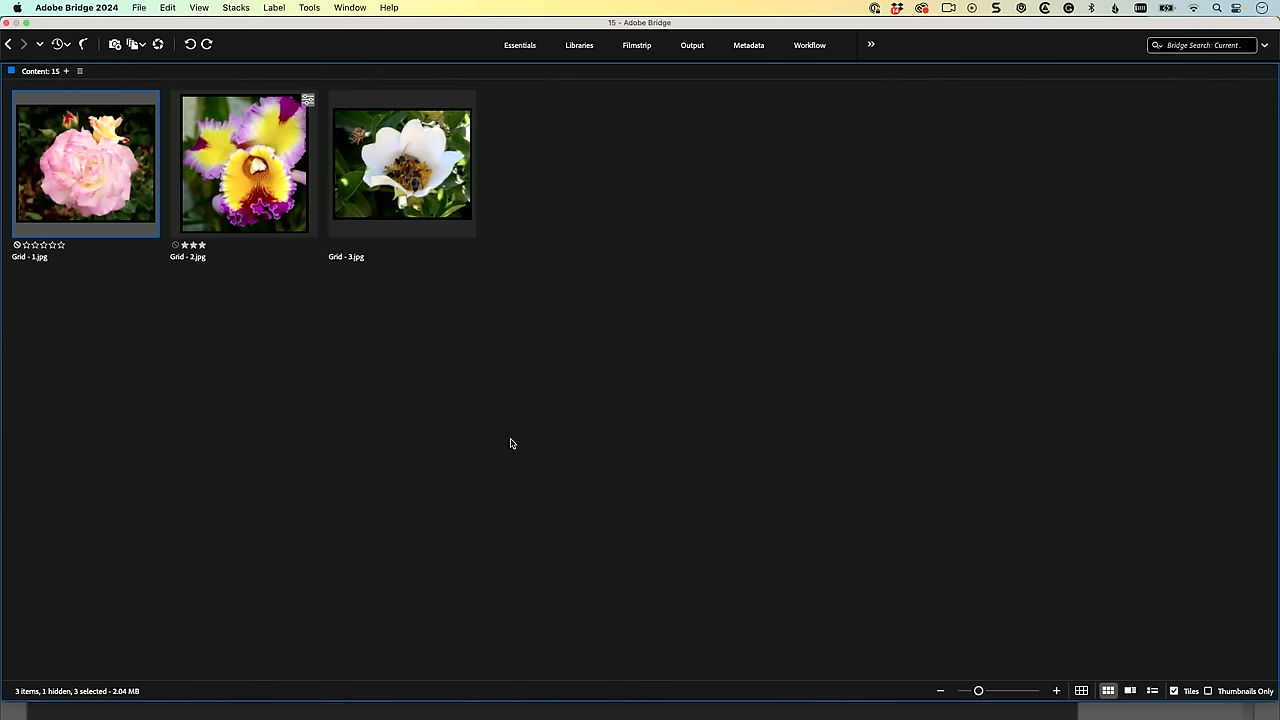 Adobe Bridge 2024 File Edit View Stacks Label Tools Window Help
15 - Adobe Bridge
Essentials Libraries Filmstrip Output Metadata Workflow
Bridge Search: Current .
Content: 15
Grid - 1.jpg Grid - 2.jpg Grid - 3.jpg
3 items, 1 hidden, 3 selected - 2.04 MB Tiles Thumbnails Only